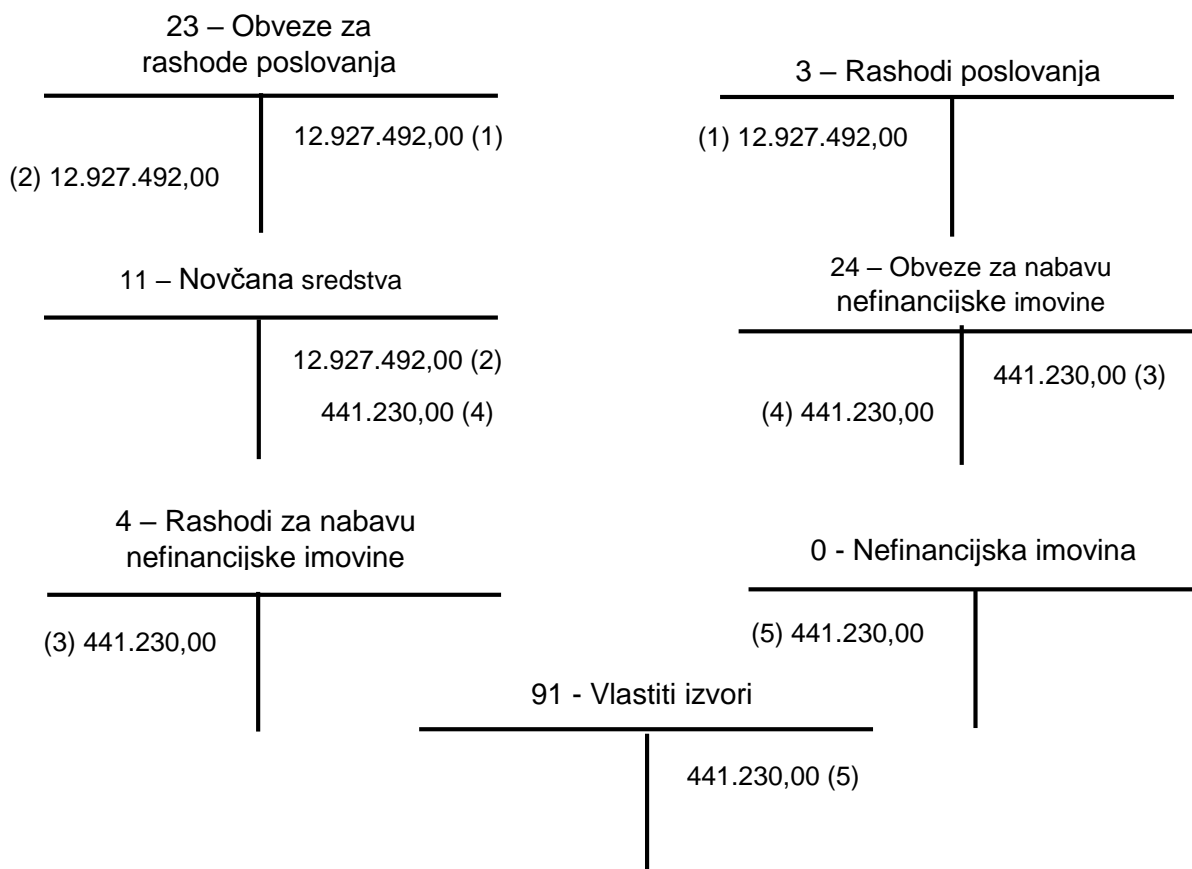 23 – Obveze za
rashode poslovanja
3 – Rashodi poslovanja
12.927.492,00 (1)
(2) 12.927.492,00
(1) 12.927.492,00
11 – Novčana sredstva
24 – Obveze za nabavu
nefinancijske imovine
12.927.492,00 (2)
441.230,00 (4)
441.230,00 (3)
(4) 441.230,00
4 – Rashodi za nabavu
nefinancijske imovine
0 - Nefinancijska imovina
(3) 441.230,00
(5) 441.230,00
91 - Vlastiti izvori
441.230,00 (5)